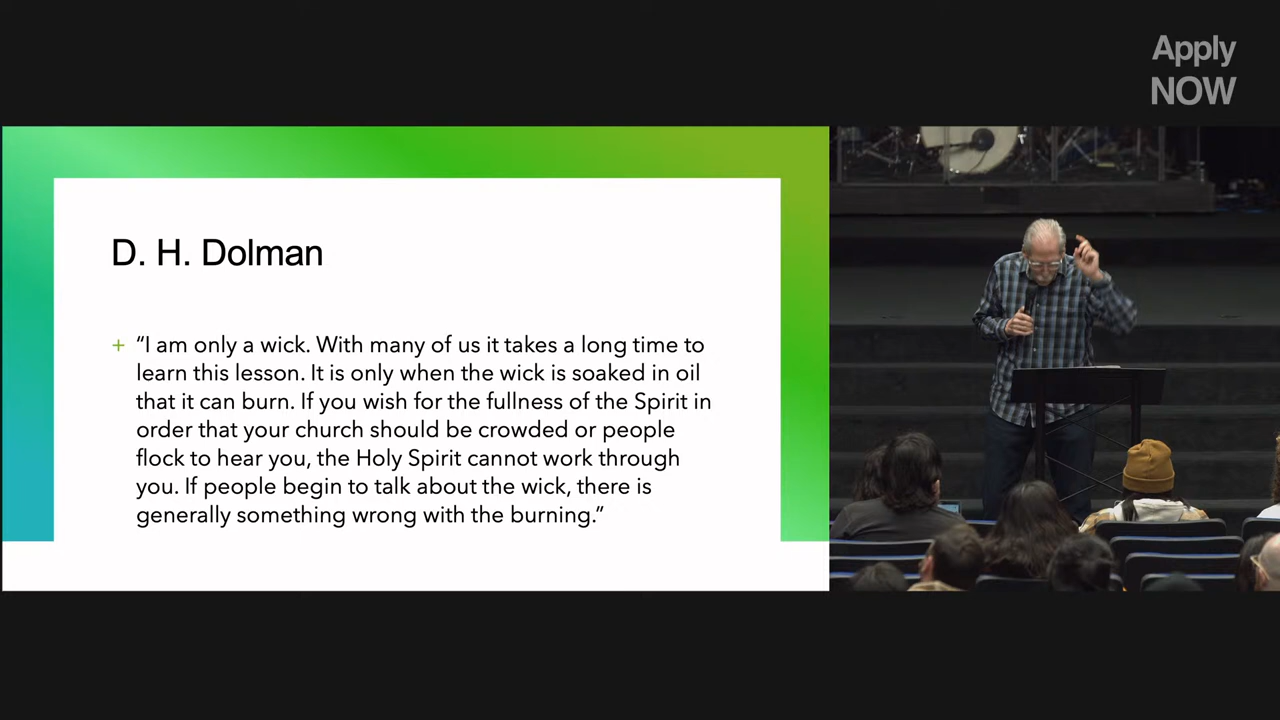 Apply
NOW
D. H. Dolman
+ “I am only a wick. With many of us it takes a long time to
learn this lesson. It is only when the wick is soaked in oil
that it can burn. If you wish for the fullness of the Spirit in
order that your church should be crowded or people
flock to hear you, the Holy Spirit cannot work through
you. If people begin to talk about the wick, there is
generally something wrong with the burning.”